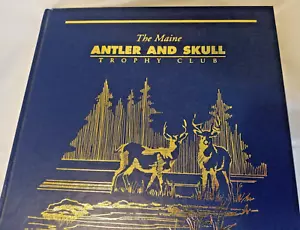 The Maine
ANTLER AND SKULL
TROPHY CLUB